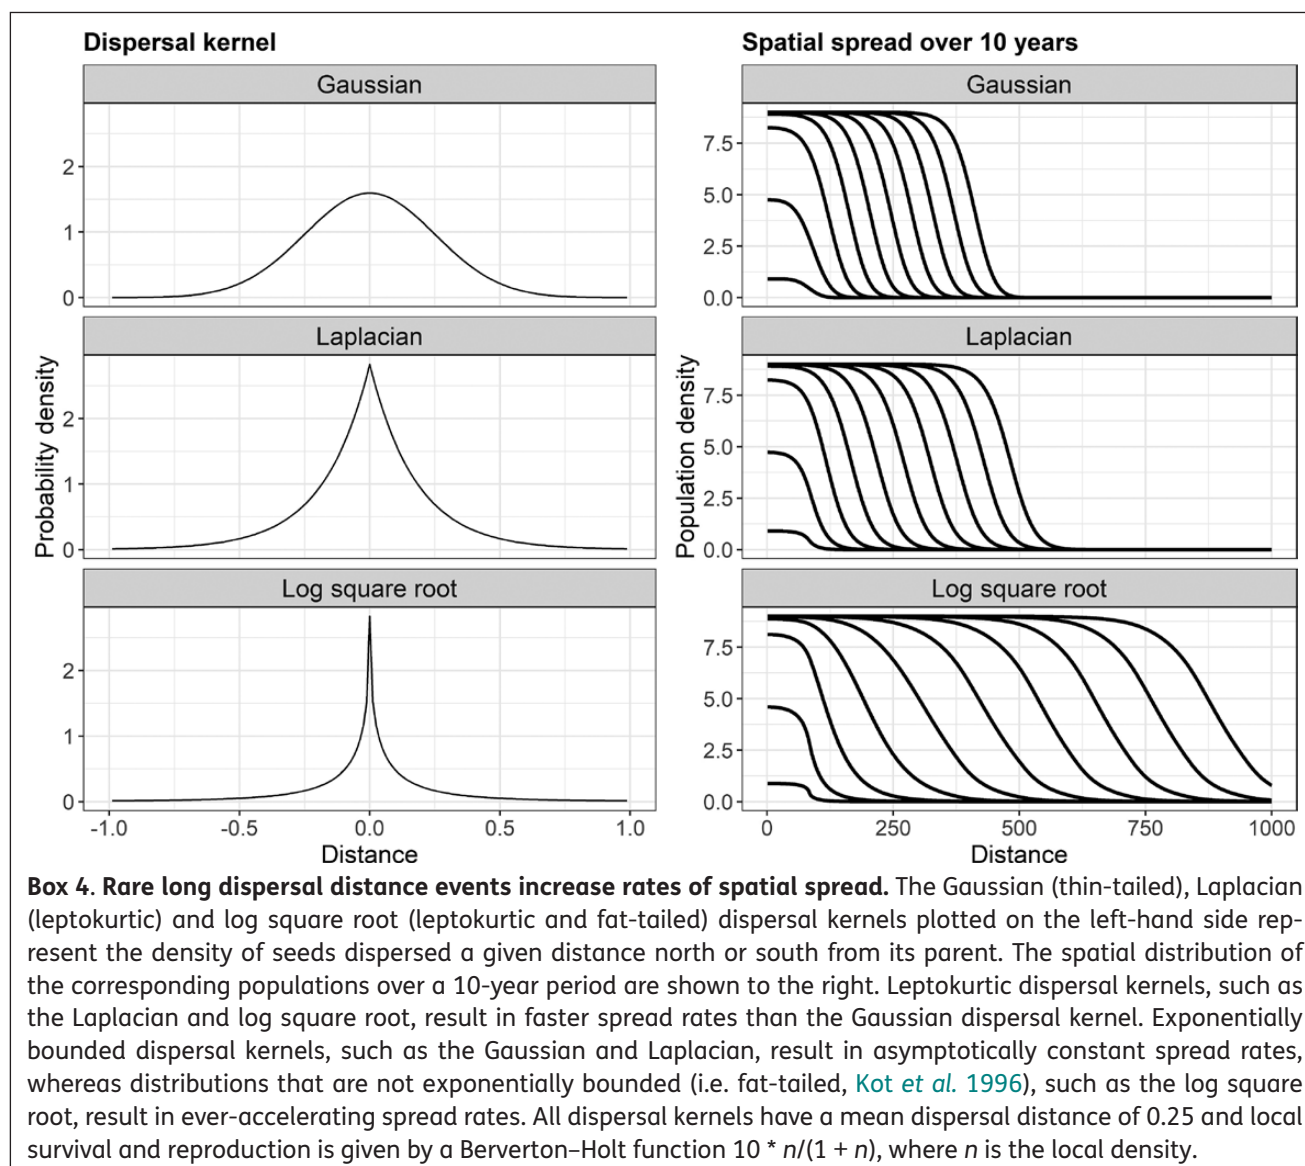 Dispersal kernel
Gaussian
2
1
0
Laplacian
2
1
0
Log square root
2
1
0
-1.0 -0.5 0.0 0.5 1.0
Distance
Probability density
Spatial spread over 10 years
Gaussian
7.5
5.0
2.5
0.0
Laplacian
7.5
5.0
2.5
0.0
Log square root
7.5
5.0
2.5
0.0
0 250 500 750 1000
Distance
Population density
Box 4. Rare long dispersal distance events increase rates of spatial spread. The Gaussian (thin-tailed), Laplacian
(leptokurtic) and log square root (leptokurtic and fat-tailed) dispersal kernels plotted on the left-hand side rep-
resent the density of seeds dispersed a given distance north or south from its parent. The spatial distribution of
the corresponding populations over a 10-year period are shown to the right. Leptokurtic dispersal kernels, such as
the Laplacian and log square root, result in faster spread rates than the Gaussian dispersal kernel. Exponentially
bounded dispersal kernels, such as the Gaussian and Laplacian, result in asymptotically constant spread rates,
whereas distributions that are not exponentially bounded (i.e. fat-tailed, Kot et al. 1996), such as the log square
root, result in ever-accelerating spread rates. All dispersal kernels have a mean dispersal distance of 0.25 and local
survival and reproduction is given by a Berverton–Holt function 10 * n/(1 + n), where n is the local density.